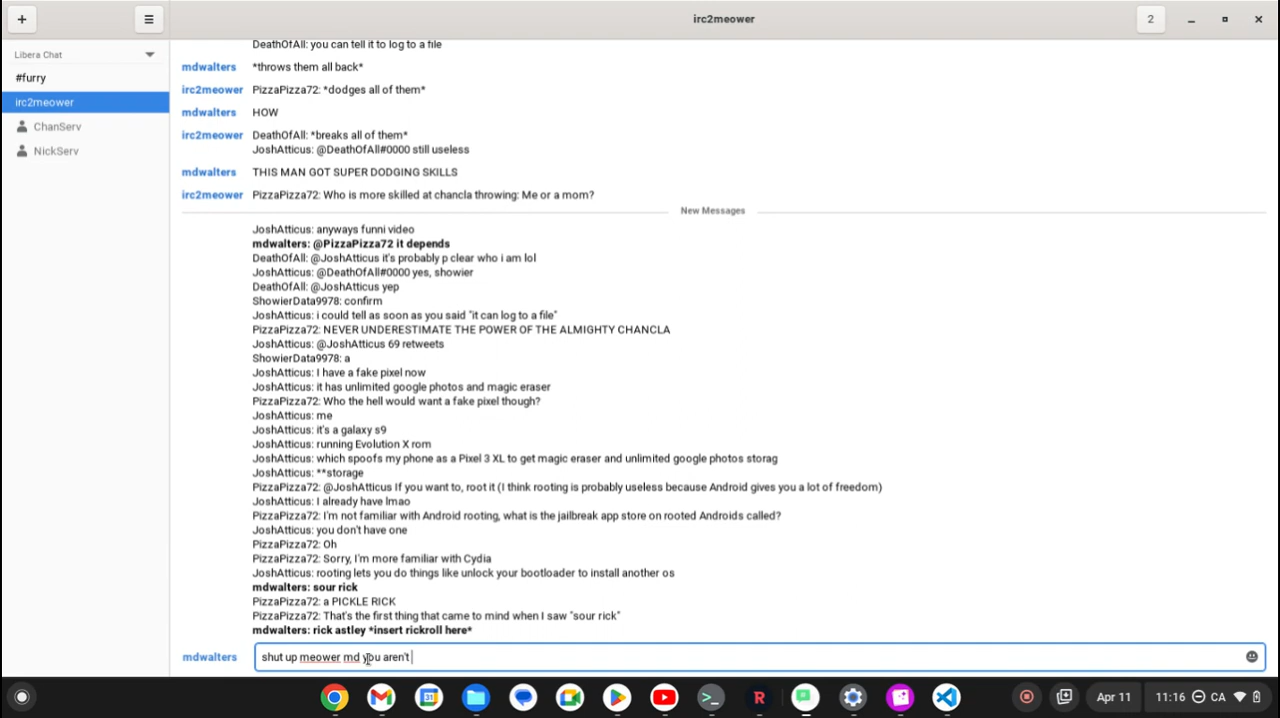 irc2meower
2
Libera Chat
#furry
irc2meower
ChanServ
NickServ
DeathOfAll: you can tell it to log to a file
mdwalters *throws them all back*
irc2meower PizzaPizza72: *dodges all of them*
mdwalters HOW
irc2meower DeathOfAll: *breaks all of them*
JoshAtticus: @DeathOfAll#0000 still useless
mdwalters THIS MAN GOT SUPER DODGING SKILLS
irc2meower PizzaPizza72: Who is more skilled at chancla throwing: Me or a mom?
New Messages
JoshAtticus: anyways funni video
mdwalters: @PizzaPizza72 it depends
DeathOfAll: @JoshAtticus it's probably p clear who i am lol
JoshAtticus: @DeathOfAll#0000 yes, showier
DeathOfAll: @JoshAtticus yep
ShowierData9978: confirm
JoshAtticus: i could tell as soon as you said "it can log to a file"
PizzaPizza72: NEVER UNDERESTIMATE THE POWER OF THE ALMIGHTY CHANCLA
JoshAtticus: @JoshAtticus 69 retweets
ShowierData9978: a
JoshAtticus: I have a fake pixel now
JoshAtticus: it has unlimited google photos and magic eraser
PizzaPizza72: Who the hell would want a fake pixel though?
JoshAtticus: me
JoshAtticus: it's a galaxy s9
JoshAtticus: running Evolution X rom
JoshAtticus: which spoofs my phone as a Pixel 3 XL to get magic eraser and unlimited google photos storag
JoshAtticus: **storage
PizzaPizza72: @JoshAtticus If you want to, root it (I think rooting is probably useless because Android gives you a lot of freedom)
JoshAtticus: I already have lmao
PizzaPizza72: I'm not familiar with Android rooting, what is the jailbreak app store on rooted Androids called?
JoshAtticus: you don't have one
PizzaPizza72: Oh
PizzaPizza72: Sorry, I'm more familiar with Cydia
JoshAtticus: rooting lets you do things like unlock your bootloader to install another os
mdwalters: sour rick
PizzaPizza72: a PICKLE RICK
PizzaPizza72: That's the first thing that came to mind when I saw "sour rick"
mdwalters: rick astley *insert rickroll here*
mdwalters shut up meower md you aren't
Apr 11 11:16 CA